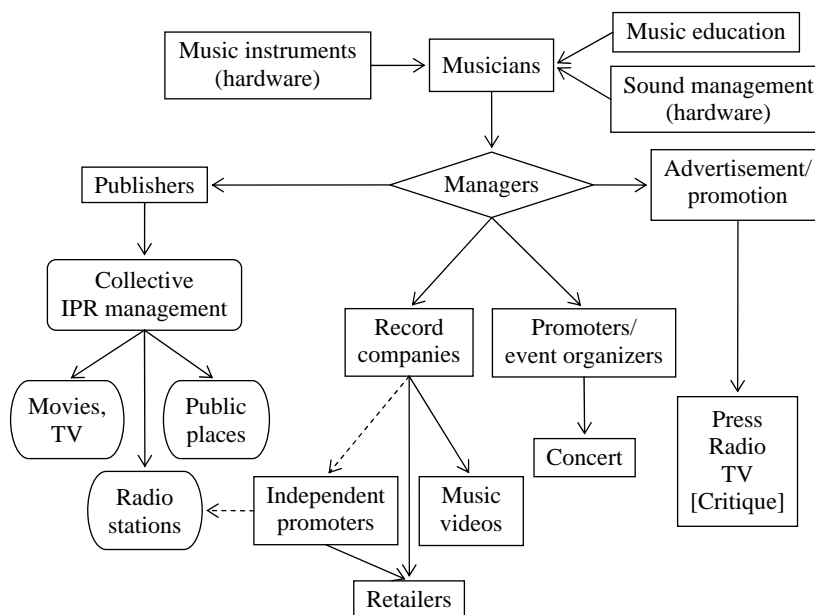 Music instruments
(hardware)
Musicians
Music education
Sound management
(hardware)
Publishers
Managers
Advertisement/
promotion
Collective
IPR management
Record
companies
Promoters/
event organizers
Movies,
TV
Public
places
Press
Radio
TV
[Critique]
Concert
Radio
stations
Independent
promoters
Music
videos
Retailers